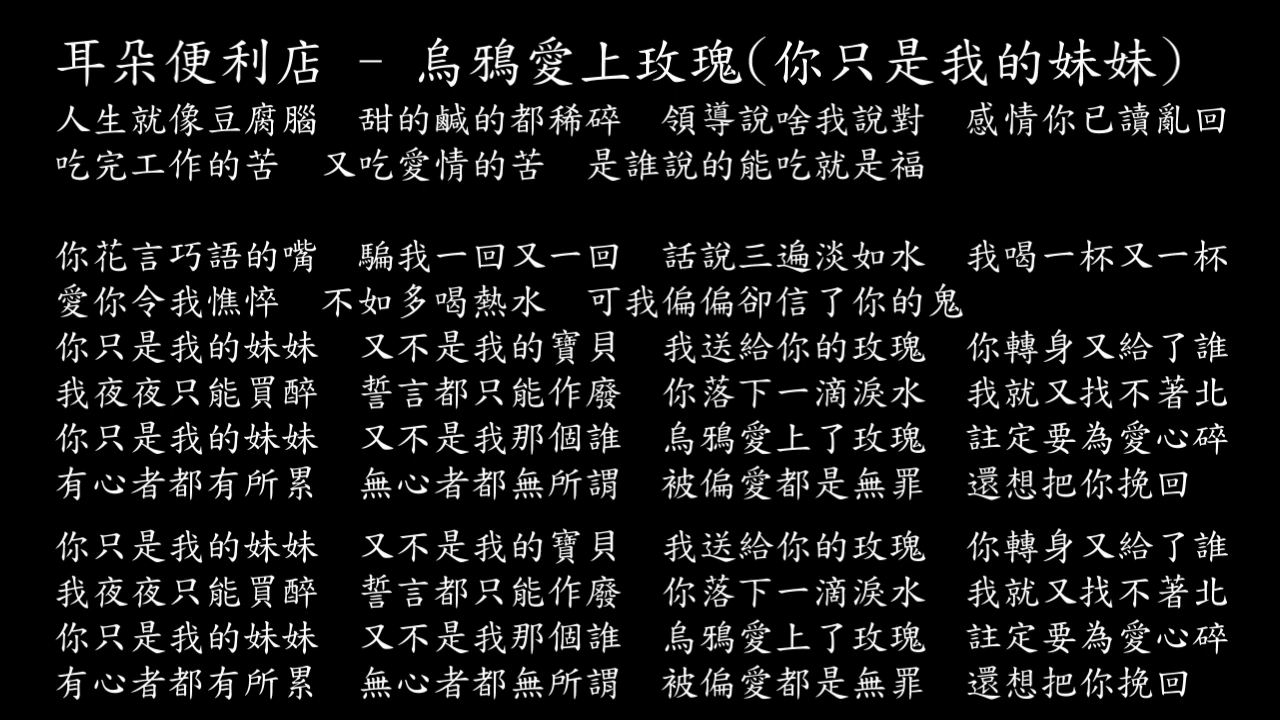 耳朵便利店 - 烏鴉愛上玫瑰(你只是我的妹妹)
人生就像豆腐腦　甜的鹹的都稀碎　領導說啥我說對　感情你已讀亂回
吃完工作的苦　又吃愛情的苦　是誰說的能吃就是福
你花言巧語的嘴　騙我一回又一回　話說三遍淡如水　我喝一杯又一杯
愛你令我憔悴　不如多喝熱水　可我偏偏卻信了你的鬼
你只是我的妹妹　又不是我的寶貝　我送給你的玫瑰　你轉身又給了誰
我夜夜只能買醉　誓言都只能作廢　你落下一滴淚水　我就又找不著北
你只是我的妹妹　又不是我那個誰　烏鴉愛上了玫瑰　註定要為愛心碎
有心者都有所累　無心者都無所謂　被偏愛都是無罪　還想把你挽回
你只是我的妹妹　又不是我的寶貝　我送給你的玫瑰　你轉身又給了誰
我夜夜只能買醉　誓言都只能作廢　你落下一滴淚水　我就又找不著北
你只是我的妹妹　又不是我那個誰　烏鴉愛上了玫瑰　註定要為愛心碎
有心者都有所累　無心者都無所謂　被偏愛都是無罪　還想把你挽回